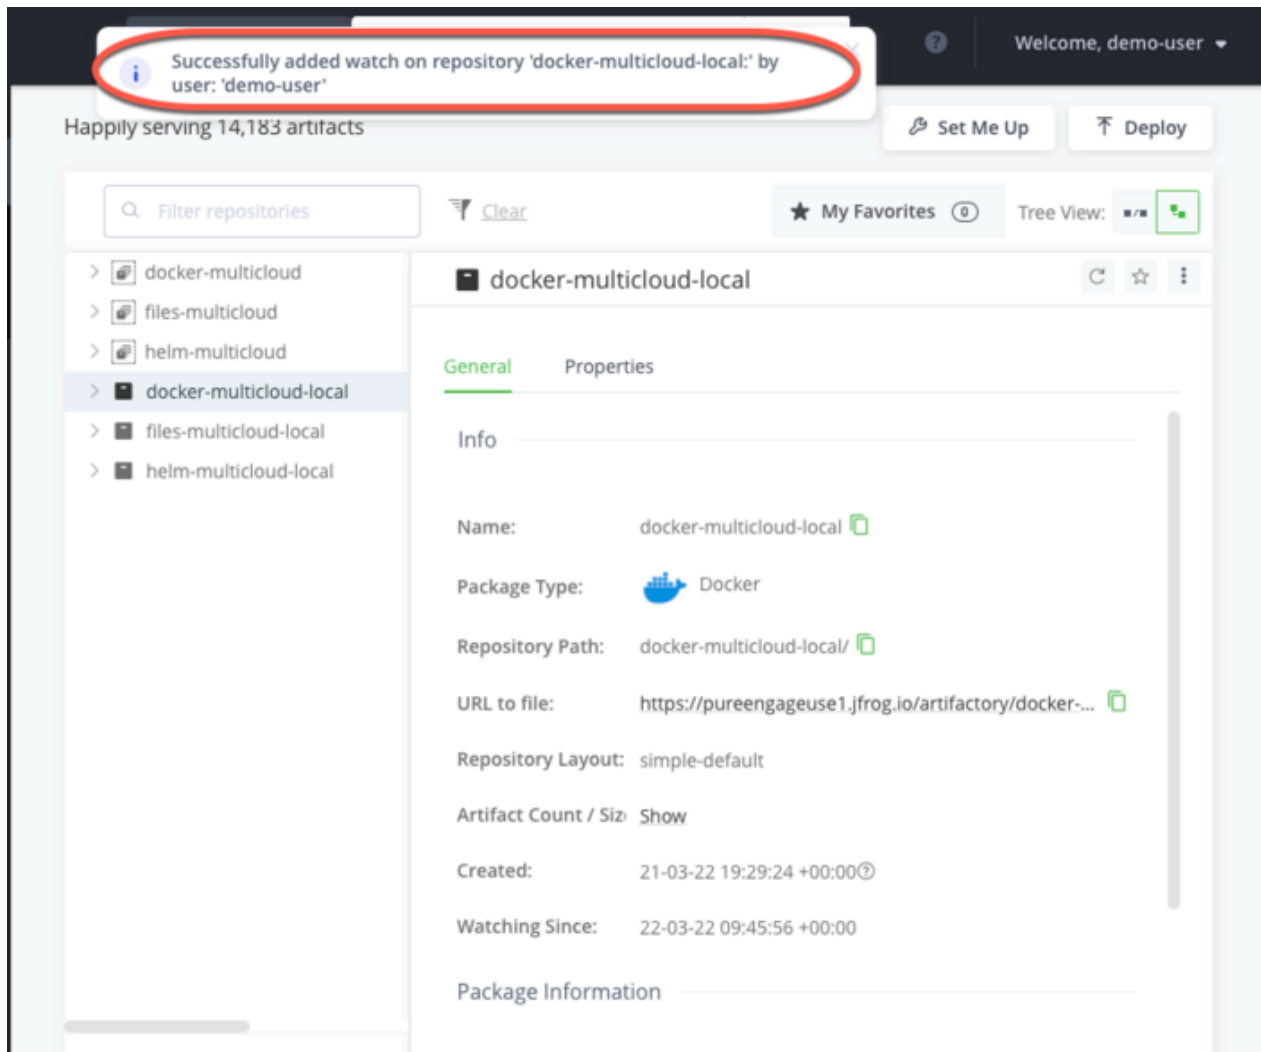 Welcome, demo-user
Successfully added watch on repository 'docker-multicloud-local:' by
user: 'demo-user'
Happily serving 14,183 artifacts
Set Me Up
Deploy
Filter repositories
Clear
My Favorites 0
Tree View:
docker-multicloud
files-multicloud
helm-multicloud
docker-multicloud-local
files-multicloud-local
helm-multicloud-local
docker-multicloud-local
General
Properties
Info
Name: docker-multicloud-local
Package Type: Docker
Repository Path: docker-multicloud-local/
URL to file: https://pureengageuse1.jfrog.io/artifactory/docker-...
Repository Layout: simple-default
Artifact Count / Siz Show
Created: 21-03-22 19:29:24 +00:00
Watching Since: 22-03-22 09:45:56 +00:00
Package Information